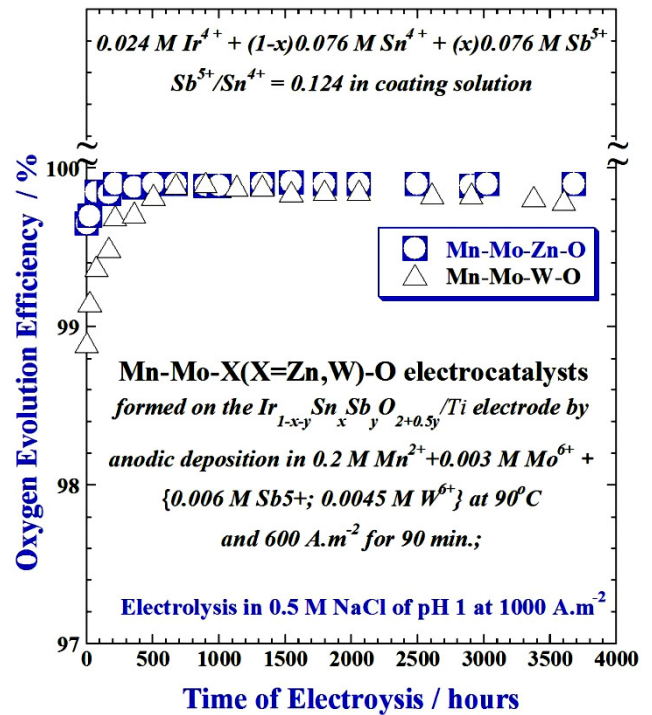 0.024 M Ir⁴⁺ + (1-x)0.076 M Sn⁴⁺ + (x)0.076 M Sb⁵⁺
Sb⁵⁺/Sn⁴⁺ = 0.124 in coating solution
100
99
98
97
Oxygen Evolution Efficiency / %
Mn-Mo-Zn-O
Mn-Mo-W-O
Mn-Mo-X(X=Zn,W)-O electrocatalysts
formed on the Ir₁₋ₓ₋ᵧSnₓSbᵧO₂₊₀.₅ᵧ/Ti electrode by
anodic deposition in 0.2 M Mn²⁺+0.003 M Mo⁶⁺ +
{0.006 M Sb5+; 0.0045 M W⁶⁺} at 90⁰C
and 600 A.m⁻² for 90 min.;
Electrolysis in 0.5 M NaCl of pH 1 at 1000 A.m⁻²
0 500 1000 1500 2000 2500 3000 3500 4000
Time of Electroysis / hours